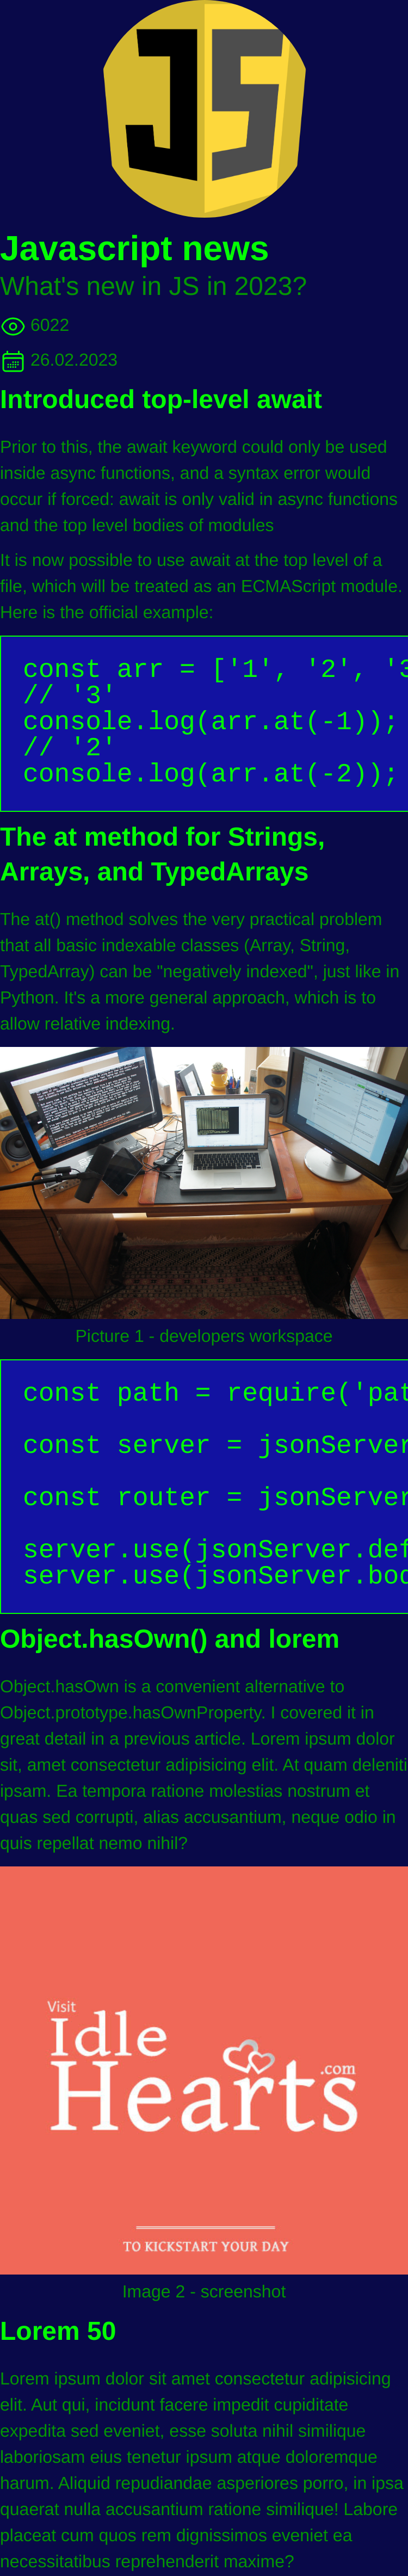 JS
Javascript news
What's new in JS in 2023?
6022
26.02.2023
Introduced top-level await
Prior to this, the await keyword could only be used
inside async functions, and a syntax error would
occur if forced: await is only valid in async functions
and the top level bodies of modules
It is now possible to use await at the top level of a
file, which will be treated as an ECMAScript module.
Here is the official example:
const arr = ['1', '2', '3
// '3'
console.log(arr.at(-1));
// '2'
console.log(arr.at(-2));
The at method for Strings,
Arrays, and TypedArrays
The at() method solves the very practical problem
that all basic indexable classes (Array, String,
TypedArray) can be "negatively indexed", just like in
Python. It's a more general approach, which is to
allow relative indexing.
Picture 1 - developers workspace
const path = require('pat
const server = jsonServer
const router = jsonServer
server.use(jsonServer.def
server.use(jsonServer.bod
Object.hasOwn() and lorem
Object.hasOwn is a convenient alternative to
Object.prototype.hasOwnProperty. I covered it in
great detail in a previous article. Lorem ipsum dolor
sit, amet consectetur adipisicing elit. At quam deleniti
ipsam. Ea tempora ratione molestias nostrum et
quas sed corrupti, alias accusantium, neque odio in
quis repellat nemo nihil?
Visit
Idle
Hearts
.com
TO KICKSTART YOUR DAY
Image 2 - screenshot
Lorem 50
Lorem ipsum dolor sit amet consectetur adipisicing
elit. Aut qui, incidunt facere impedit cupiditate
expedita sed eveniet, esse soluta nihil similique
laboriosam eius tenetur ipsum atque doloremque
harum. Aliquid repudiandae asperiores porro, in ipsa
quaerat nulla accusantium ratione similique! Labore
placeat cum quos rem dignissimos eveniet ea
necessitatibus reprehenderit maxime?